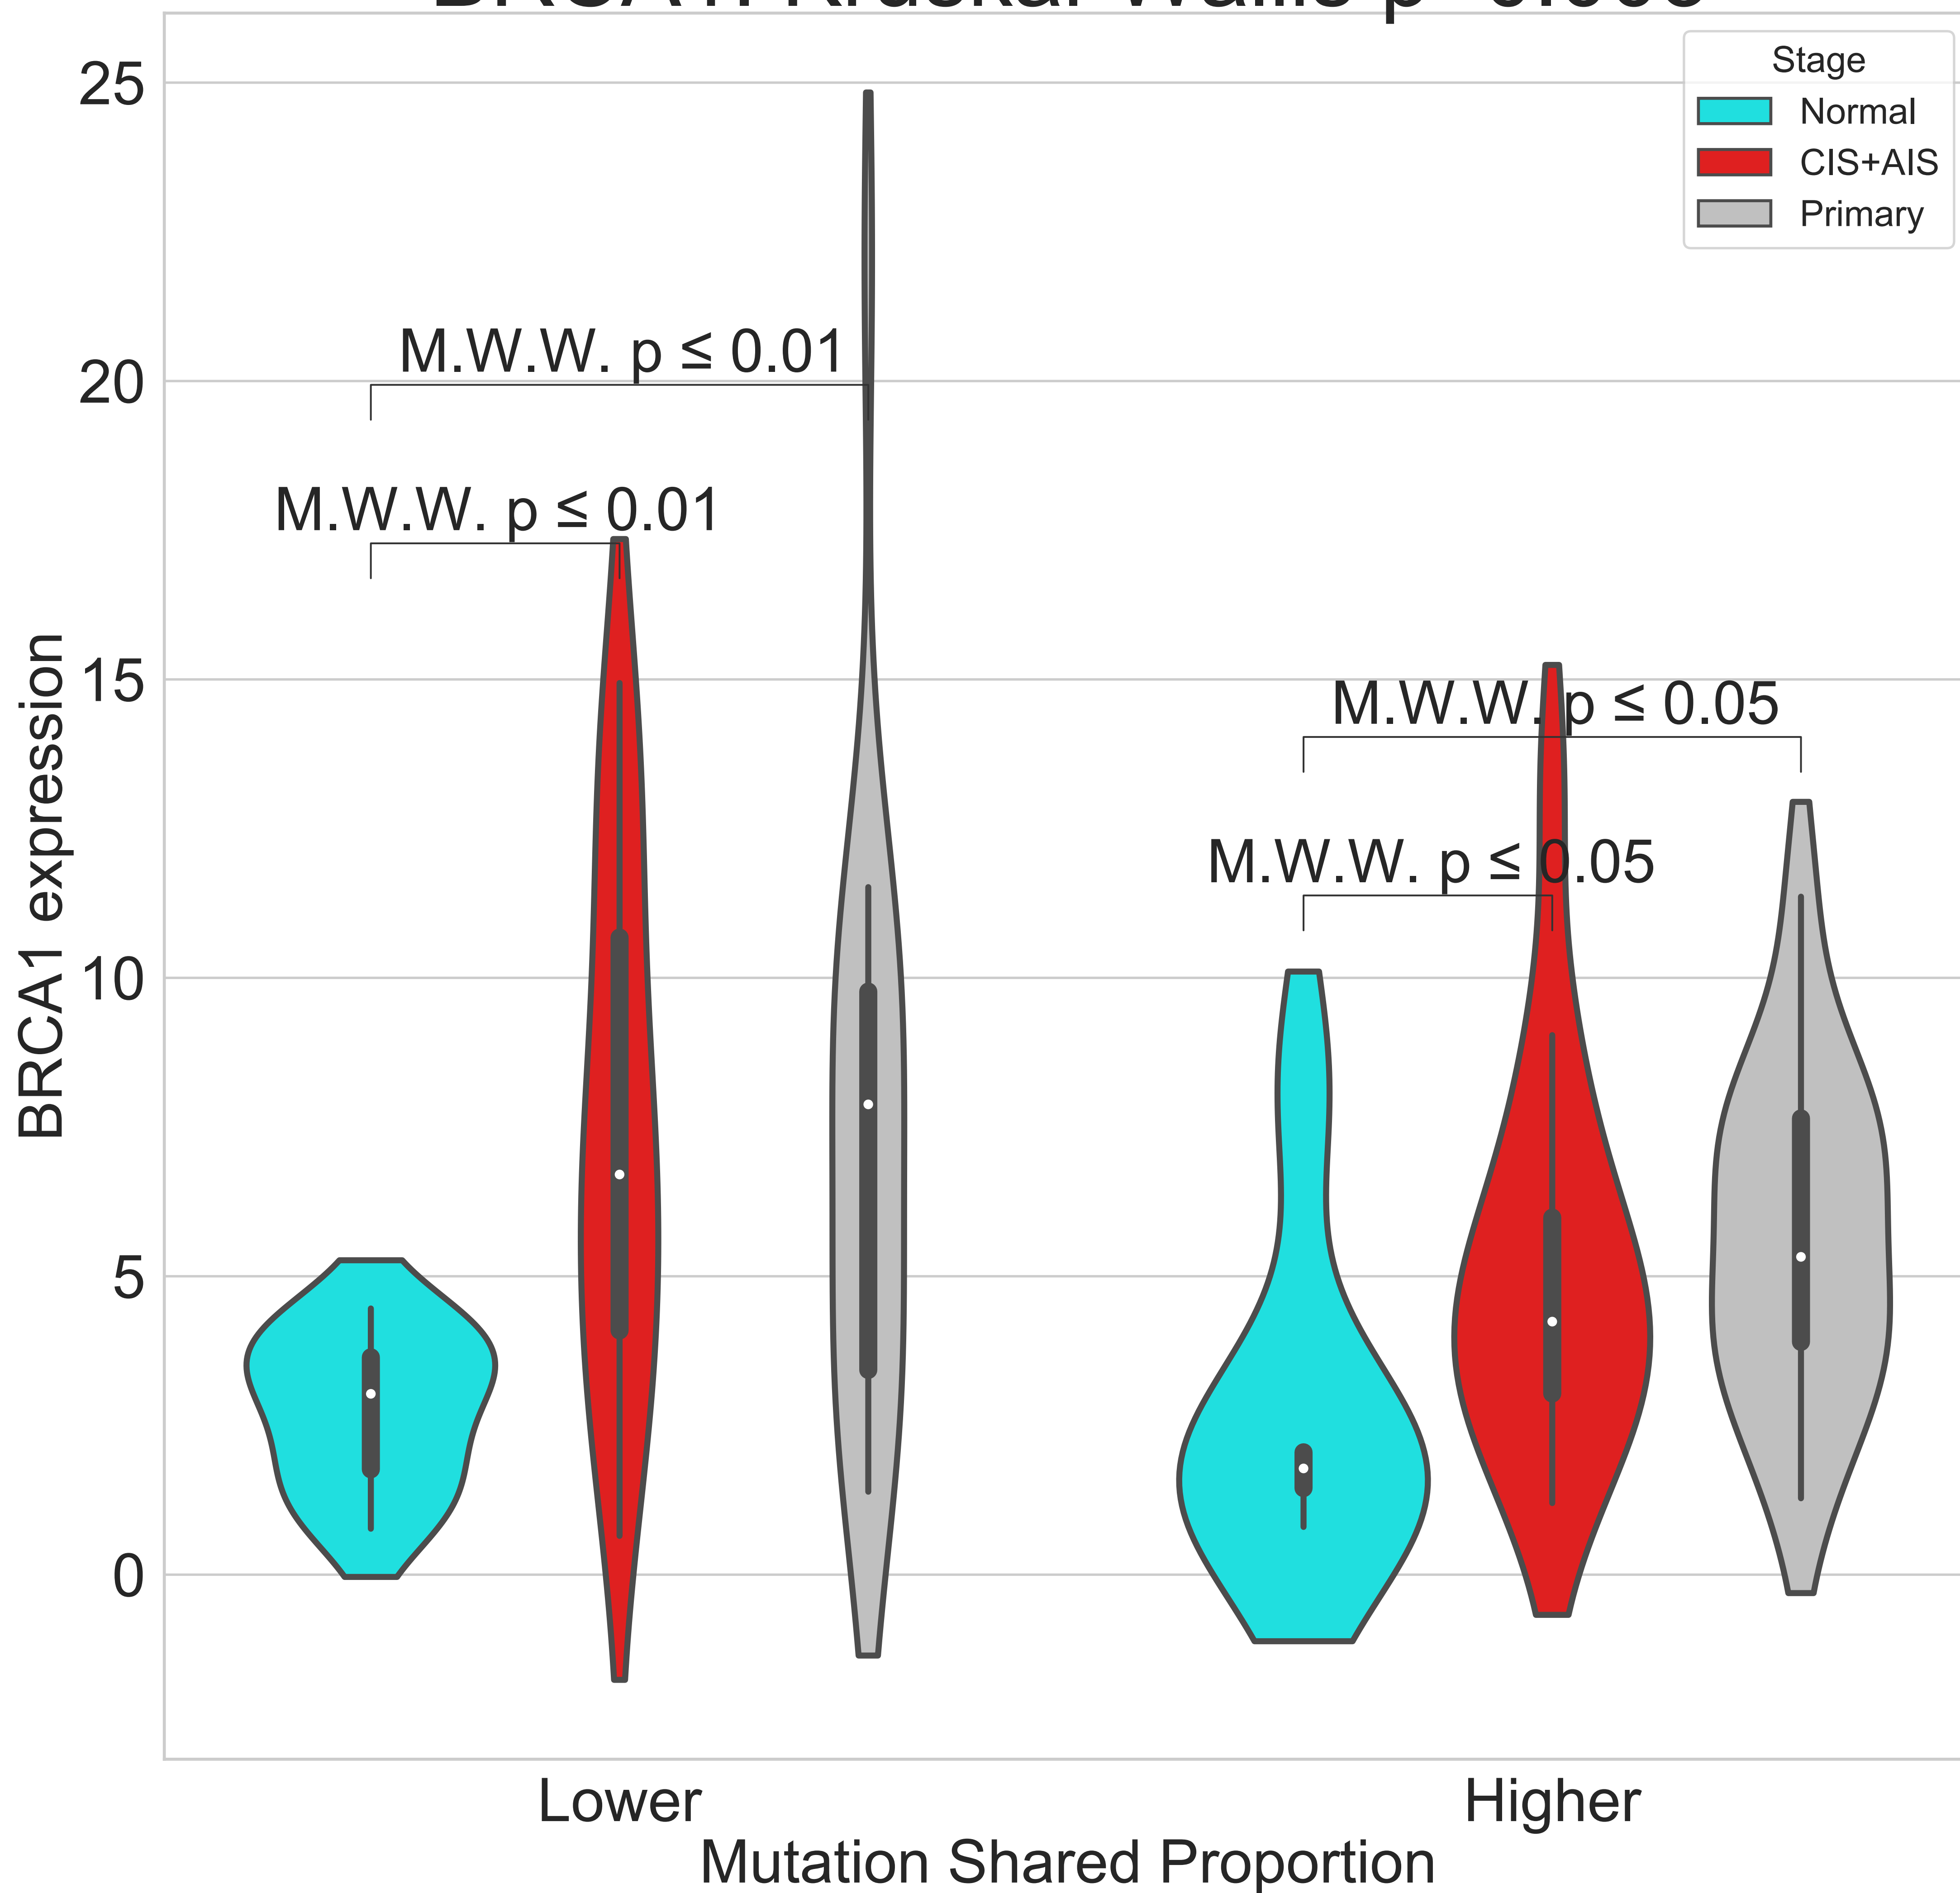 Stage
Normal
CIS+AIS
Primary
25
20
15
10
5
0
BRCA1 expression
M.W.W. p ≤ 0.01
M.W.W. p ≤ 0.01
M.W.W. p ≤ 0.05
M.W.W. p ≤ 0.05
Lower
Higher
Mutation Shared Proportion